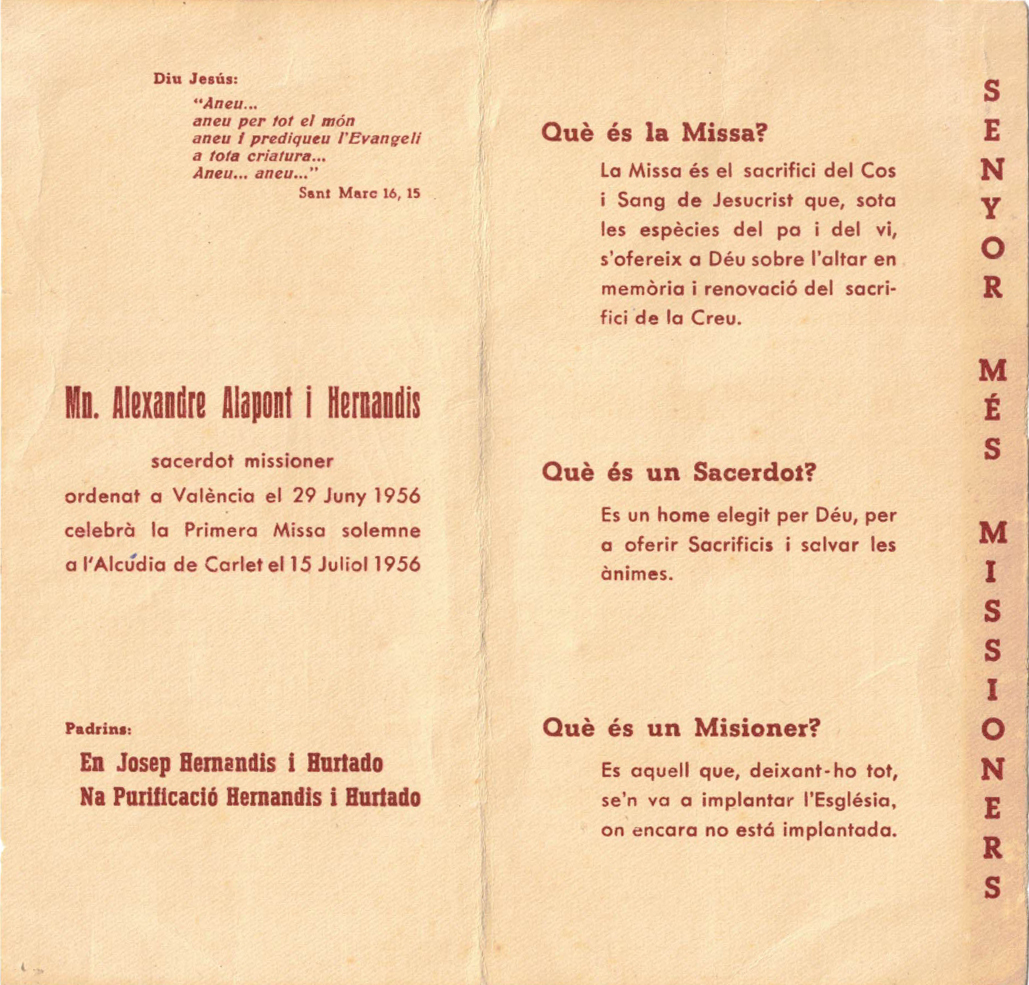 Diu Jesús:
“Aneu...
aneu per tot el món
aneu i prediqueu l'Evangeli
a tota criatura...
Aneu... aneu...”
Sant Marc 16, 15
Mn. Alexandre Alapont i Hernandis
sacerdot missioner
ordenat a València el 29 Juny 1956
celebrà la Primera Missa solemne
a l'Alcúdia de Carlet el 15 Juliol 1956
Padrins:
En Josep Hernandis i Hurtado
Na Purificació Hernandis i Hurtado
Què és la Missa?
La Missa és el sacrifici del Cos
i Sang de Jesucrist que, sota
les espècies del pa i del vi,
s'ofereix a Déu sobre l'altar en
memòria i renovació del sacri-
fici de la Creu.
Què és un Sacerdot?
Es un home elegit per Déu, per
a oferir Sacrificis i salvar les
ànimes.
Què és un Misioner?
Es aquell que, deixant-ho tot,
se'n va a implantar l'Església,
on encara no está implantada.
SENYOR MÉS MISSIONERS